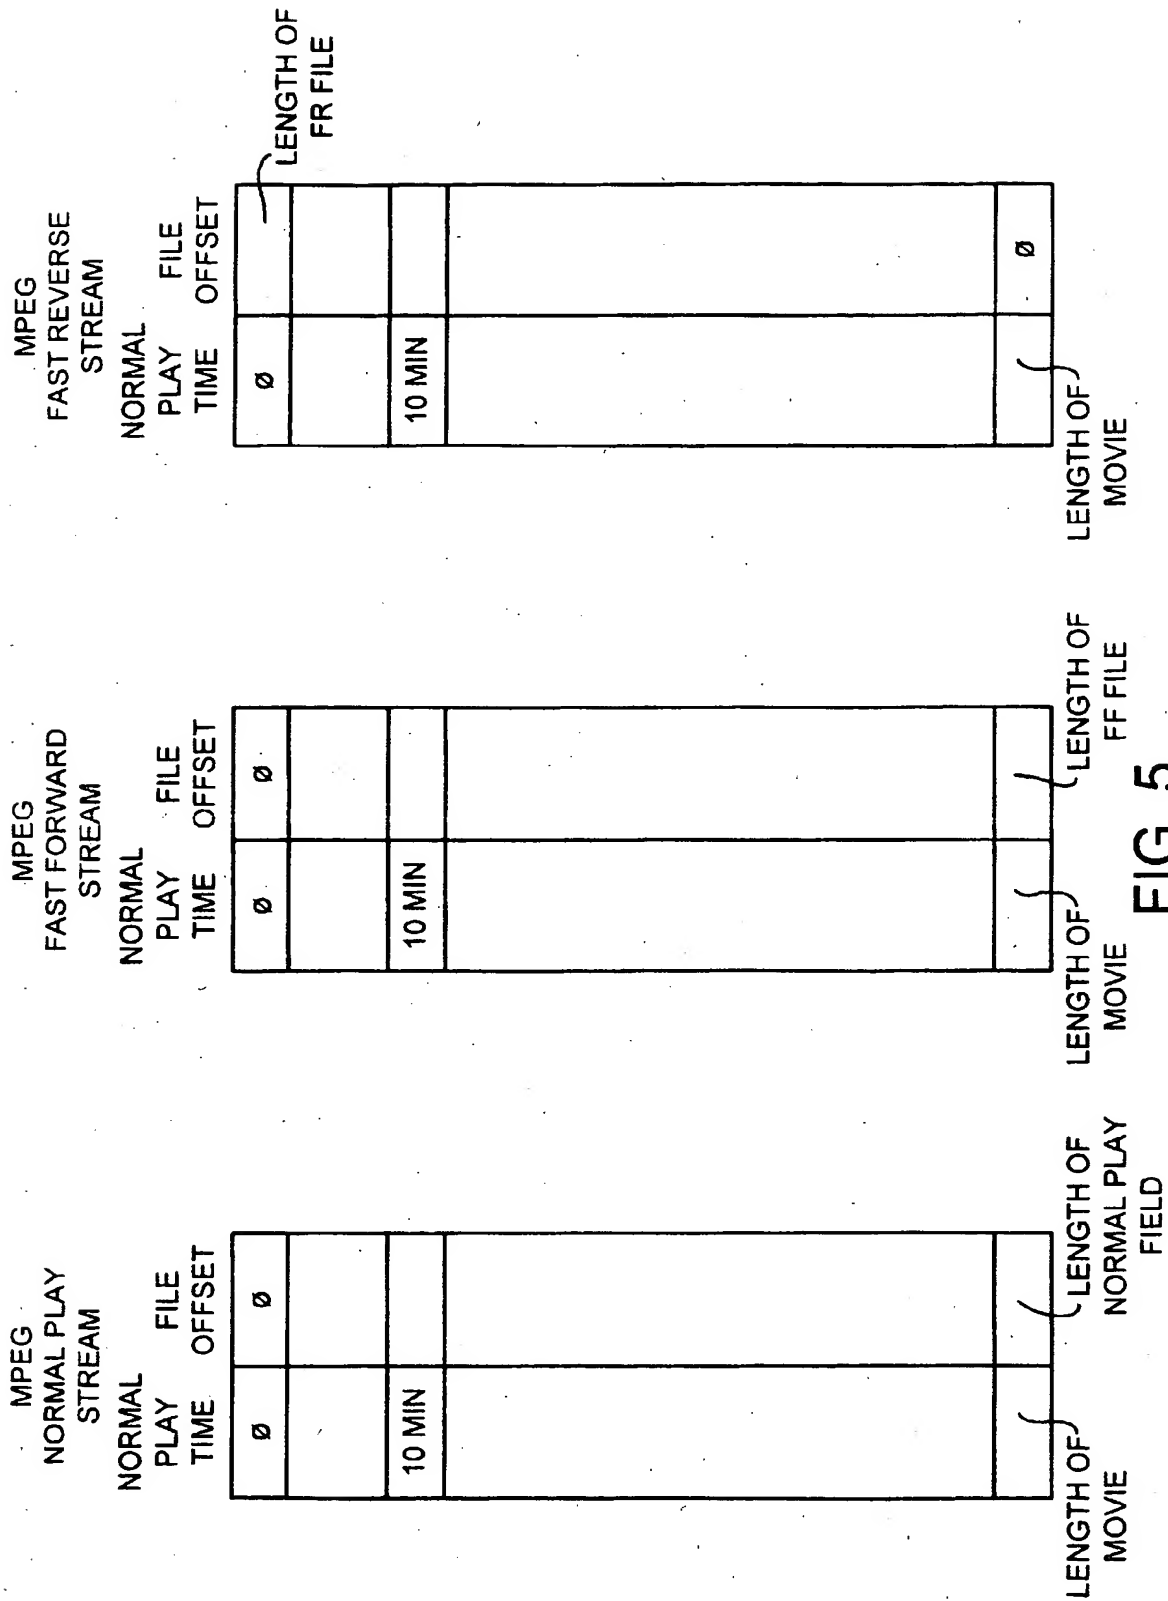 MPEG
NORMAL PLAY
STREAM
NORMAL
PLAY
TIME
FILE
OFFSET
Ø
Ø
10 MIN
LENGTH OF
MOVIE
LENGTH OF
NORMAL PLAY
FIELD
MPEG
FAST FORWARD
STREAM
NORMAL
PLAY
TIME
FILE
OFFSET
Ø
Ø
10 MIN
LENGTH OF
MOVIE
LENGTH OF
FF FILE
MPEG
FAST REVERSE
STREAM
NORMAL
PLAY
TIME
FILE
OFFSET
Ø
LENGTH OF
FR FILE
10 MIN
Ø
LENGTH OF
MOVIE
FIG. 5